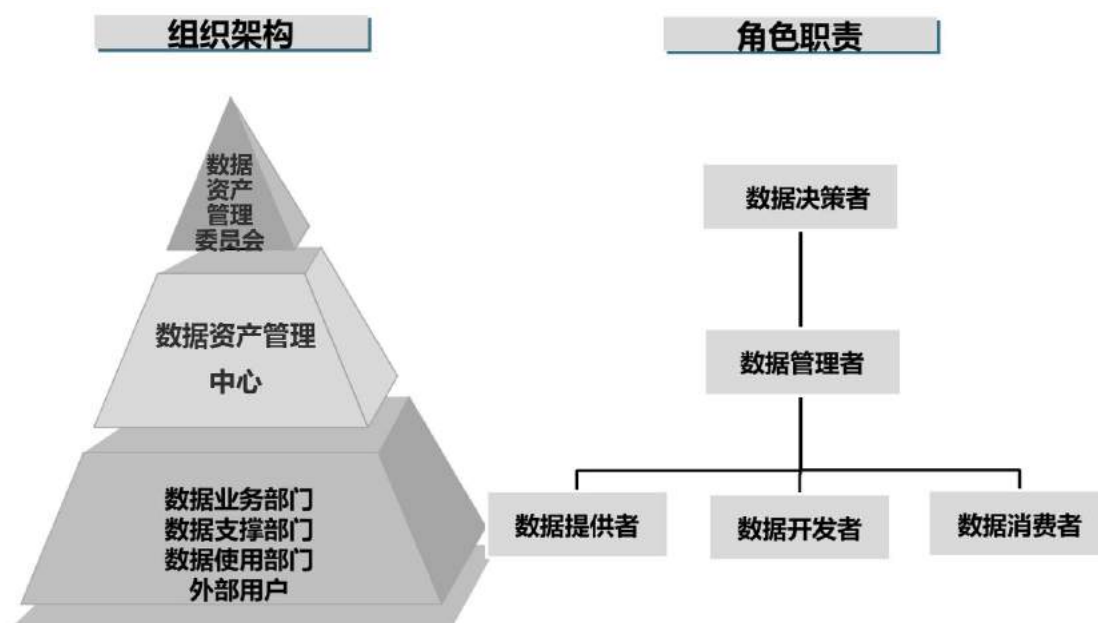 组织架构
角色职责
数据
资产
管理
委员会
数据资产管理
中心
数据业务部门
数据支撑部门
数据使用部门
外部用户
数据决策者
数据管理者
数据提供者
数据开发者
数据消费者